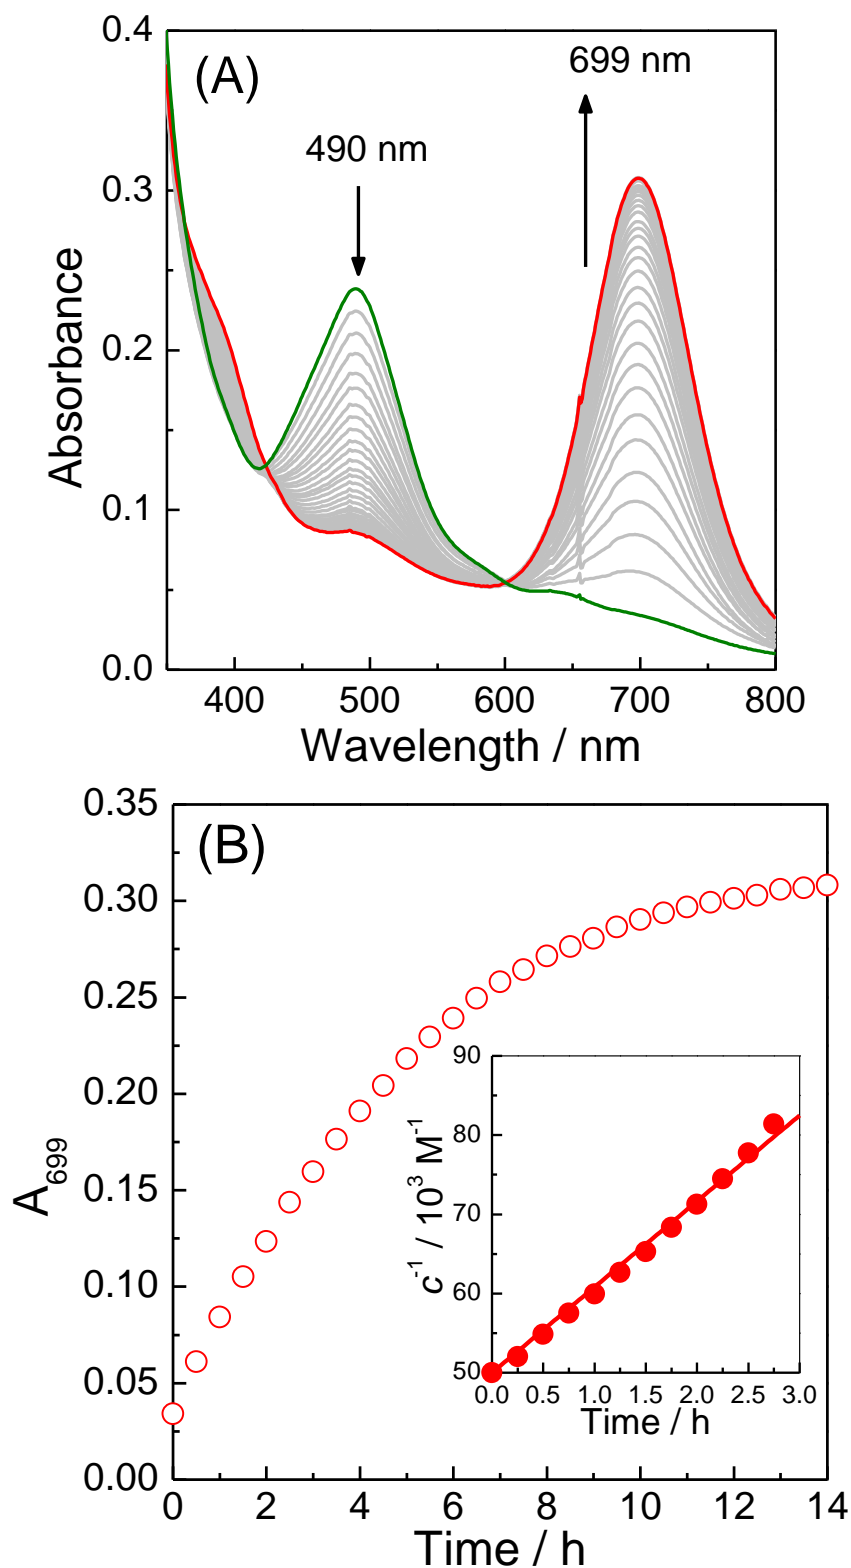 (A)
699 nm
490 nm
0.4
0.3
0.2
0.1
0.0
Absorbance
400 500 600 700 800
Wavelength / nm
(B)
0.35
0.30
0.25
0.20
0.15
0.10
0.05
0.00
A699
90
80
70
60
50
c-1 / 103 M-1
0.0 0.5 1.0 1.5 2.0 2.5 3.0
Time / h
0 2 4 6 8 10 12 14
Time / h